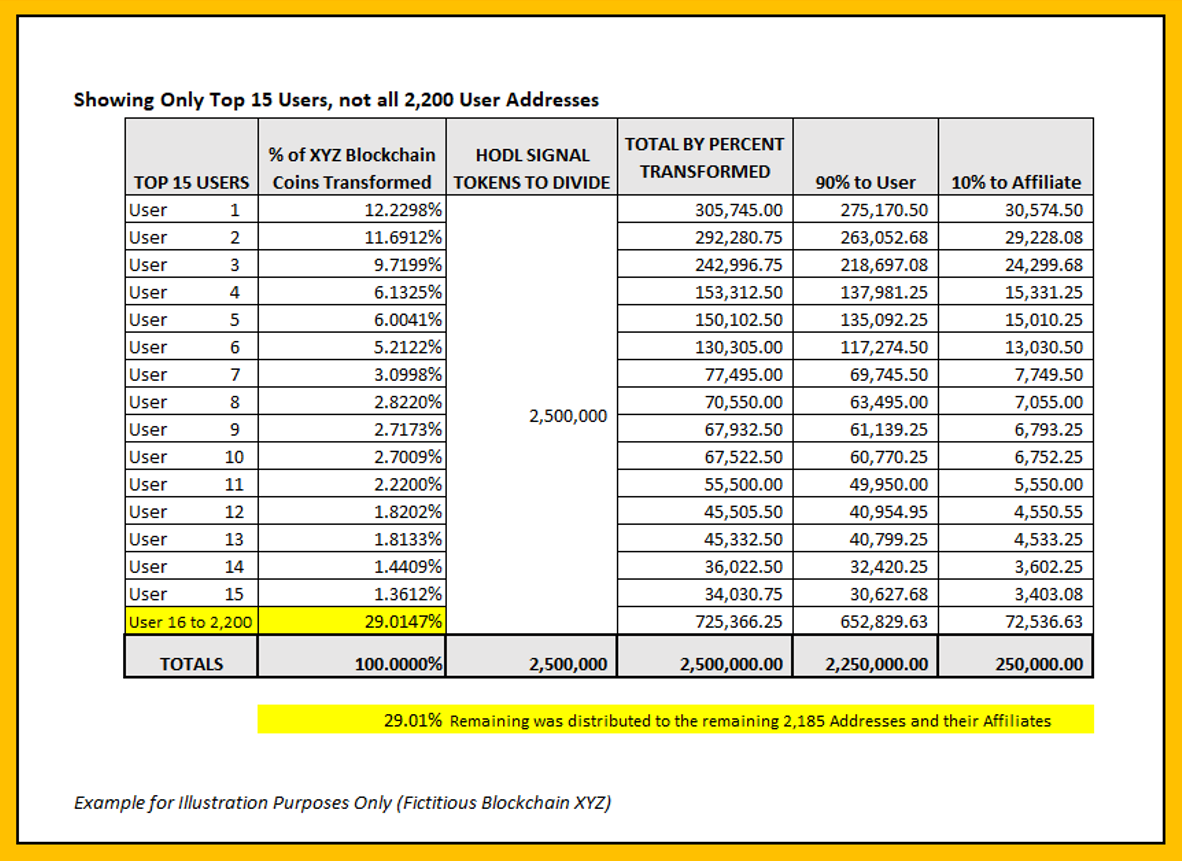 Showing Only Top 15 Users, not all 2,200 User Addresses
TOP 15 USERS % of XYZ Blockchain Coins Transformed HODL SIGNAL TOKENS TO DIVIDE TOTAL BY PERCENT TRANSFORMED 90% to User 10% to Affiliate
User 1 12.2298% 305,745.00 275,170.50 30,574.50
User 2 11.6912% 292,280.75 263,052.68 29,228.08
User 3 9.7199% 242,996.75 218,697.08 24,299.68
User 4 6.1325% 153,312.50 137,981.25 15,331.25
User 5 6.0041% 150,102.50 135,092.25 15,010.25
User 6 5.2122% 130,305.00 117,274.50 13,030.50
User 7 3.0998% 77,495.00 69,745.50 7,749.50
User 8 2.8220% 70,550.00 63,495.00 7,055.00
2,500,000
User 9 2.7173% 67,932.50 61,139.25 6,793.25
User 10 2.7009% 67,522.50 60,770.25 6,752.25
User 11 2.2200% 55,500.00 49,950.00 5,550.00
User 12 1.8202% 45,505.50 40,954.95 4,550.55
User 13 1.8133% 45,332.50 40,799.25 4,533.25
User 14 1.4409% 36,022.50 32,420.25 3,602.25
User 15 1.3612% 34,030.75 30,627.68 3,403.08
User 16 to 2,200 29.0147% 725,366.25 652,829.63 72,536.63
TOTALS 100.0000% 2,500,000 2,500,000.00 2,250,000.00 250,000.00
29.01% Remaining was distributed to the remaining 2,185 Addresses and their Affiliates
Example for Illustration Purposes Only (Fictitious Blockchain XYZ)